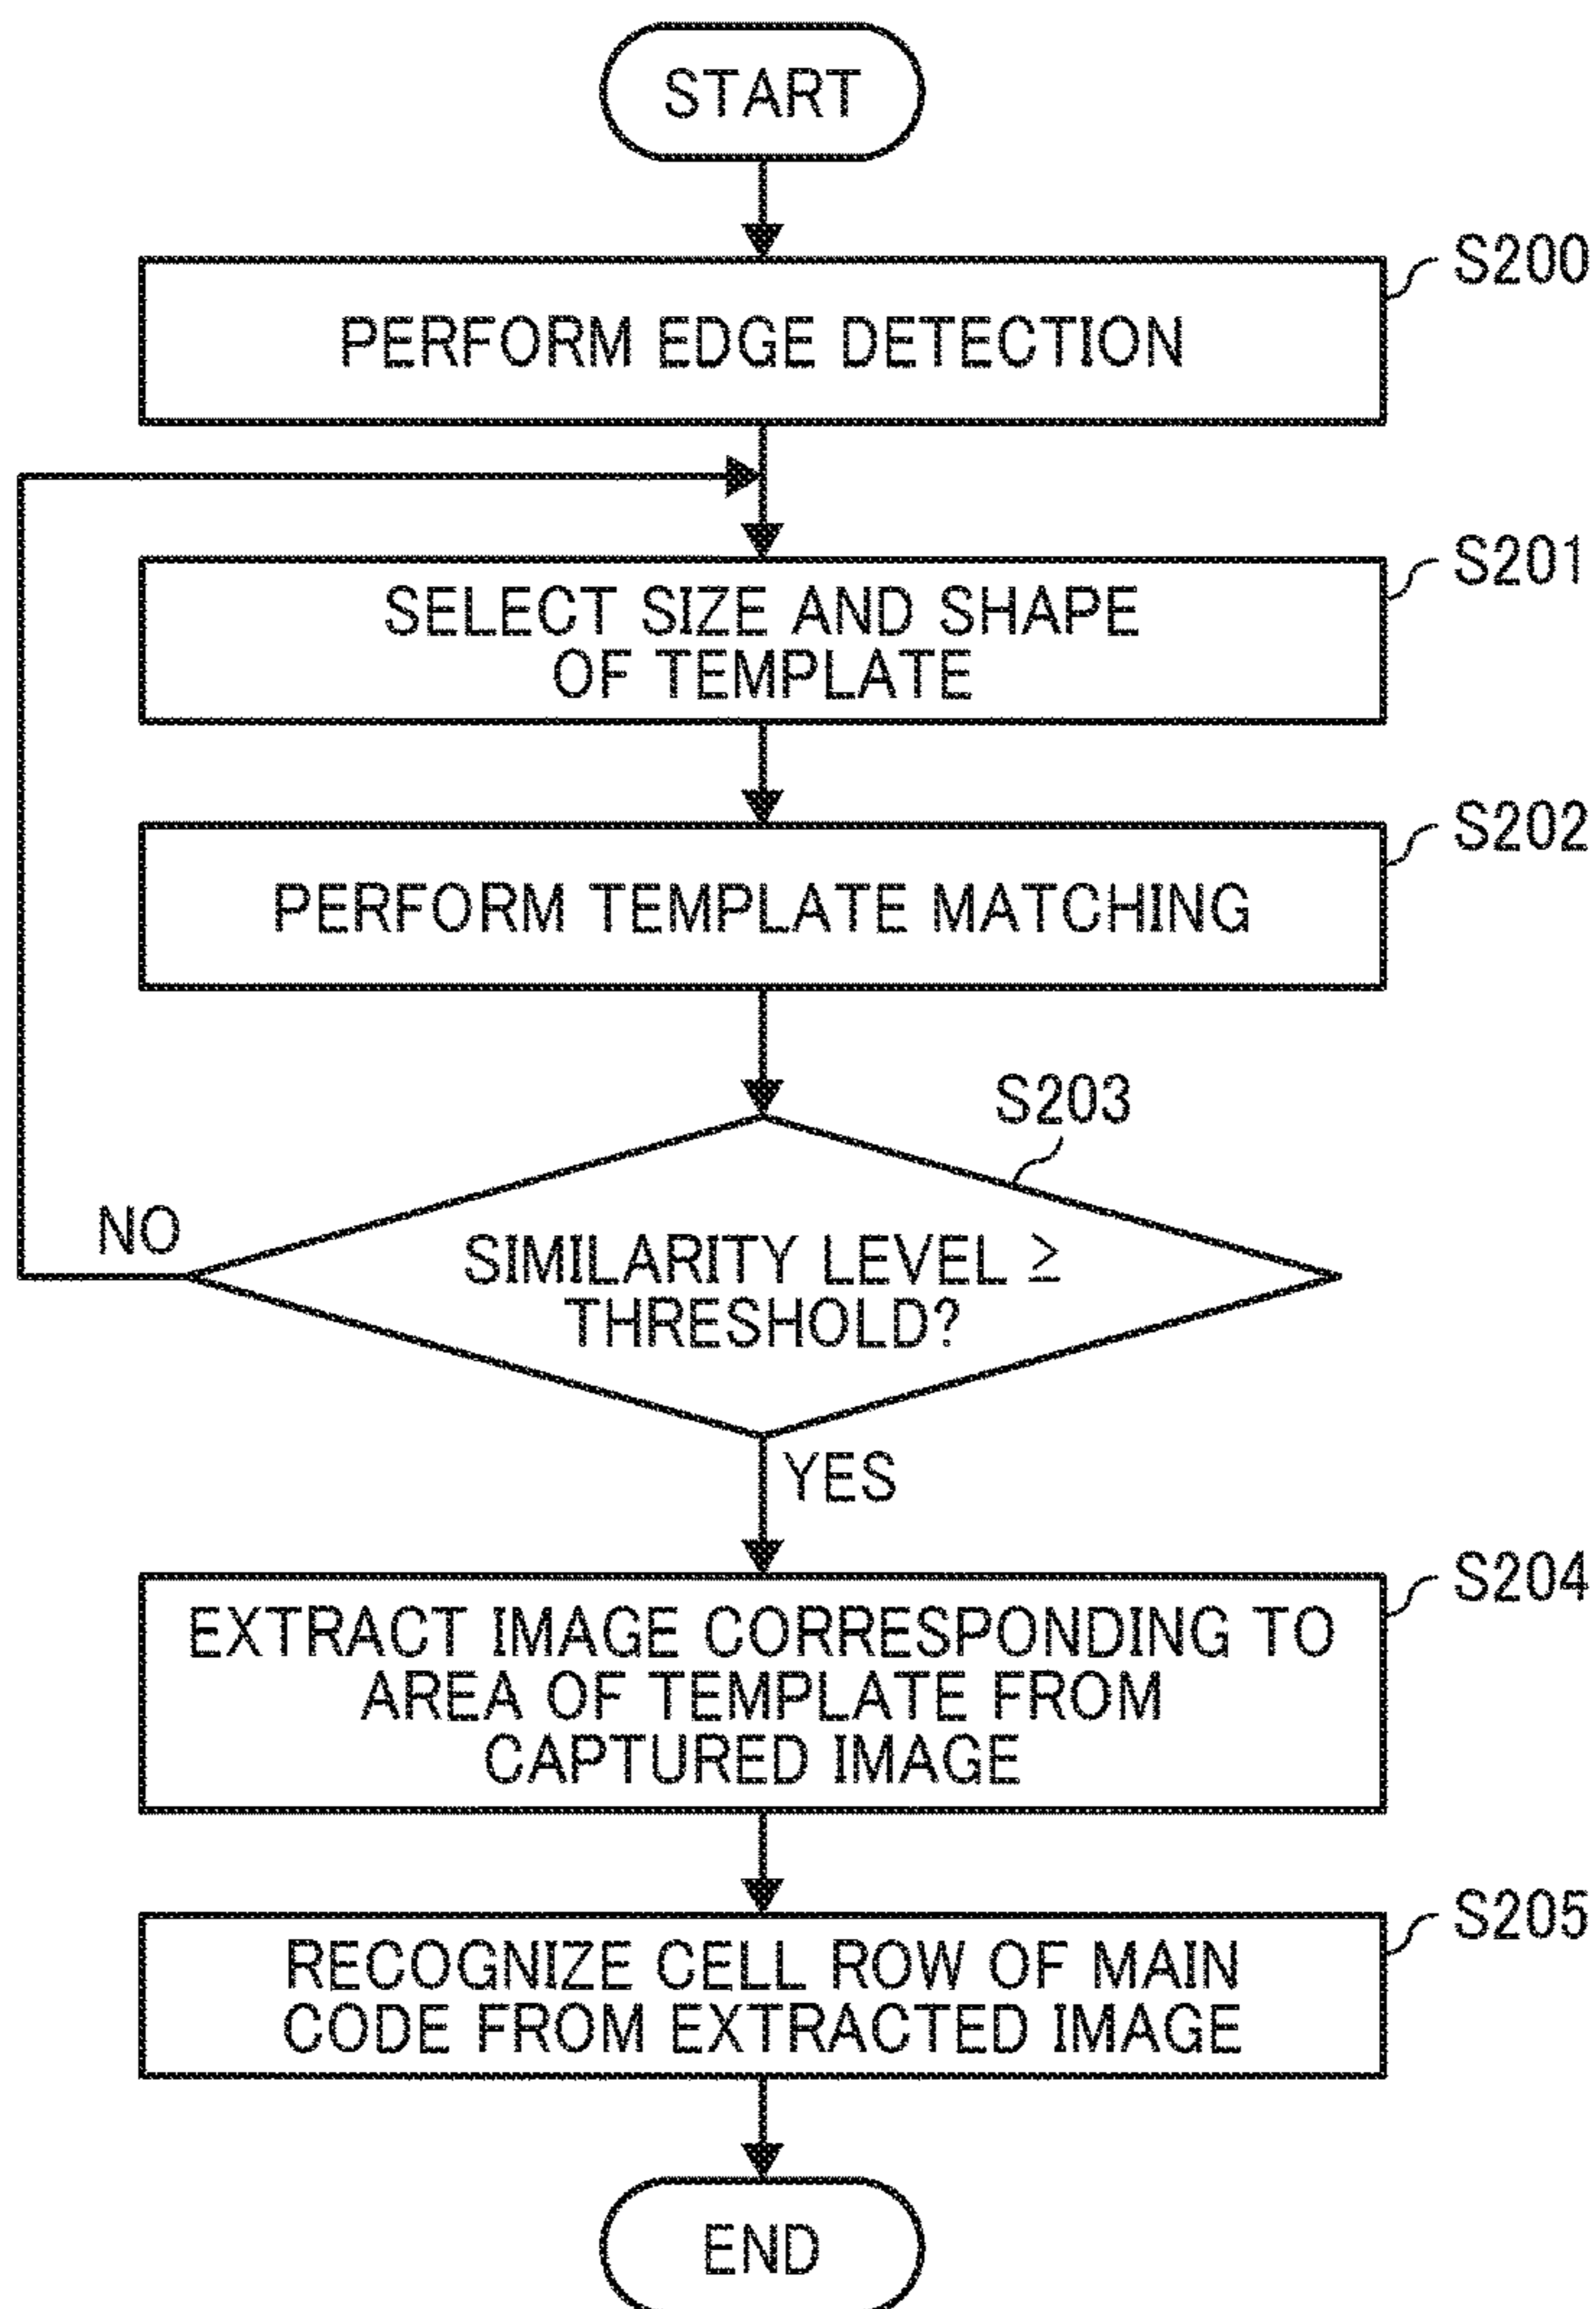 START
S200
PERFORM EDGE DETECTION
S201
SELECT SIZE AND SHAPE
OF TEMPLATE
S202
PERFORM TEMPLATE MATCHING
S203
NO
SIMILARITY LEVEL ≥
THRESHOLD?
YES
S204
EXTRACT IMAGE CORRESPONDING TO
AREA OF TEMPLATE FROM
CAPTURED IMAGE
S205
RECOGNIZE CELL ROW OF MAIN
CODE FROM EXTRACTED IMAGE
END